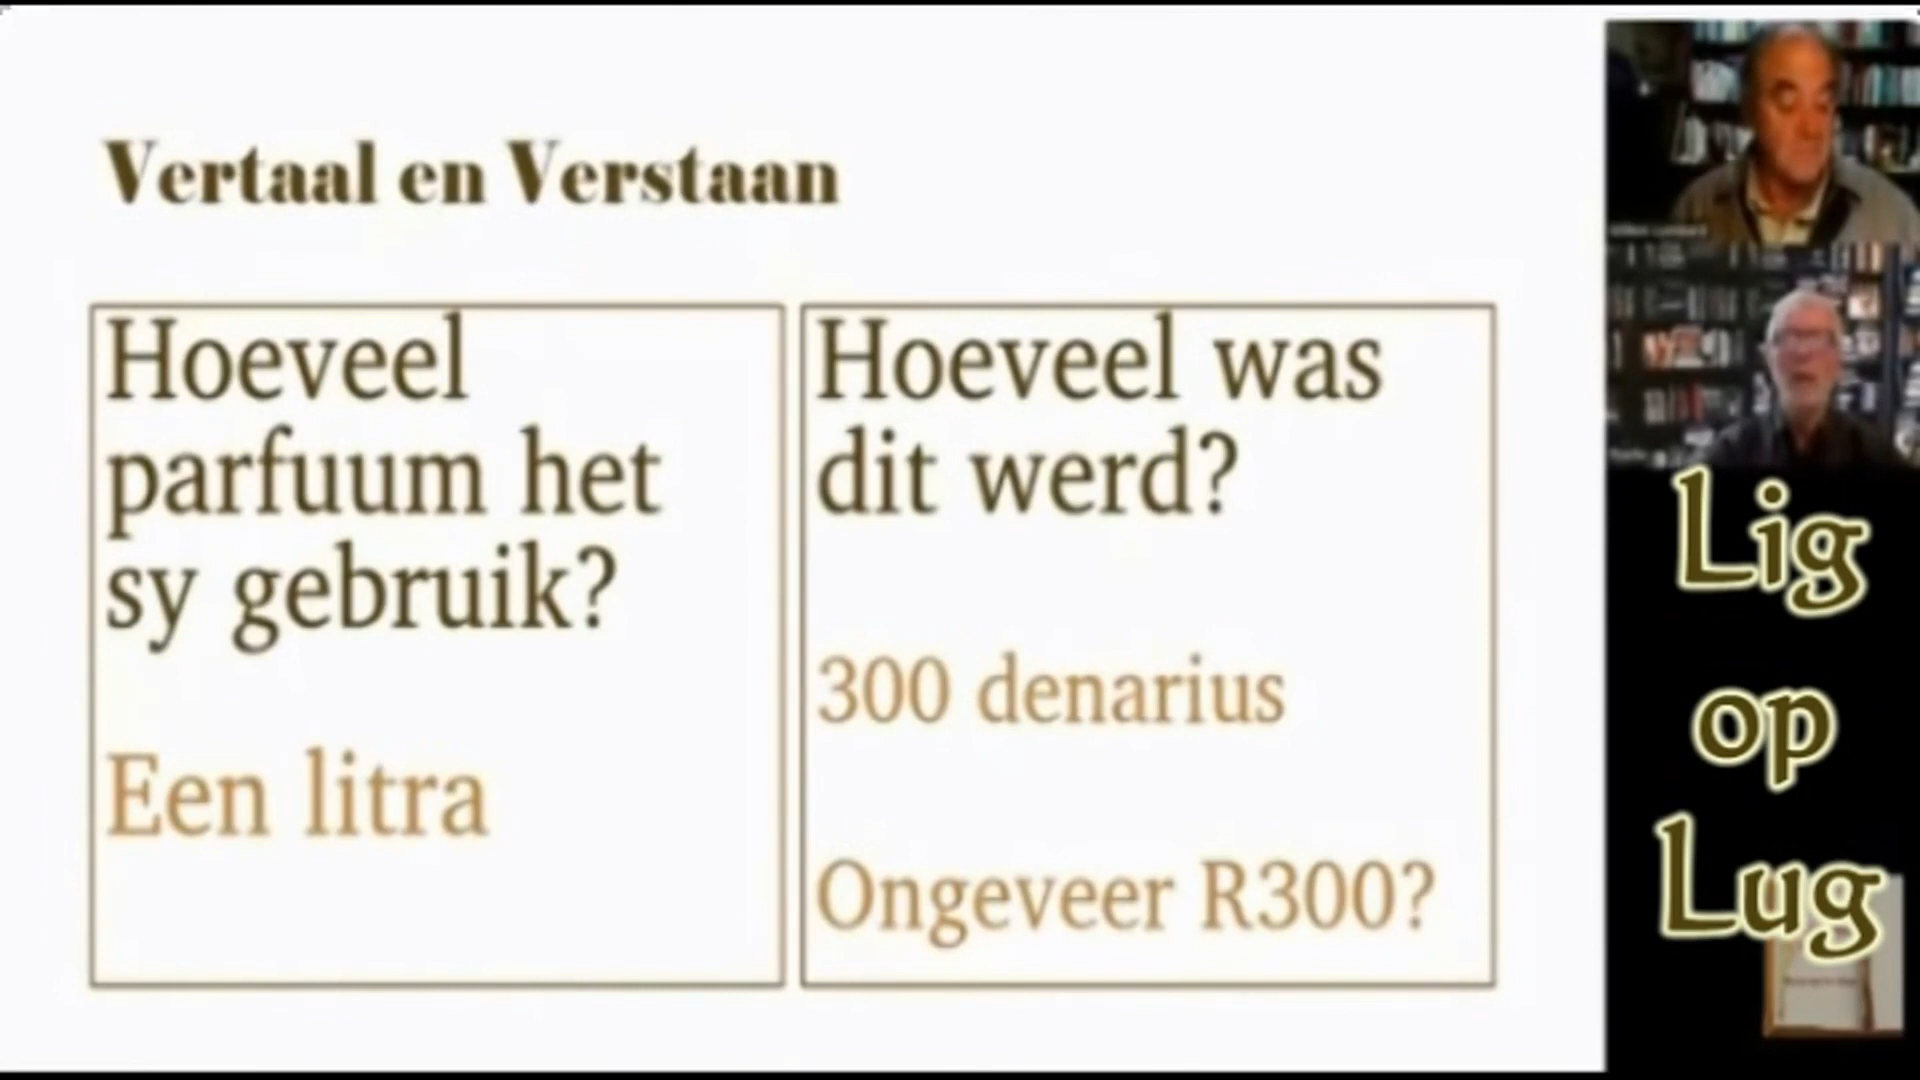 Vertaal en Verstaan
Hoeveel
parfuum het
sy gebruik?
Een litra
Hoeveel was
dit werd?
300 denarius
Ongeveer R300?
Lig
op
Lug